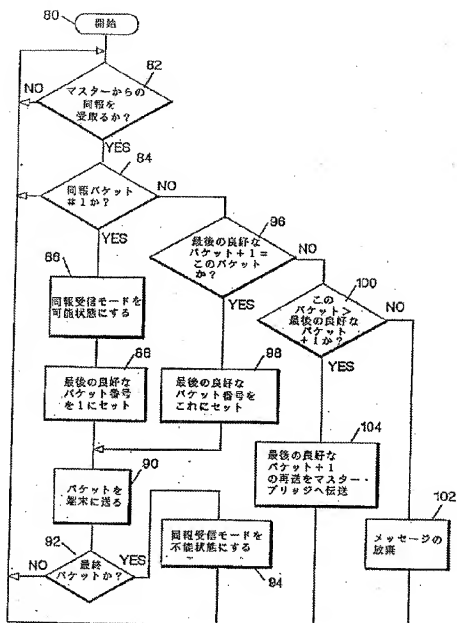 80
開始
82
マスターからの
同報を
受取るか？
NO
YES
84
同報パケット
#1か？
NO
YES
86
同報受信モードを
可能状態にする
88
最後の良好な
パケット番号
を1にセット
96
最後の良好な
パケット+1=
このパケット
か？
NO
YES
98
最後の良好な
パケット番号を
これにセット
100
この
パケット>
最後の良好な
パケット
+1か？
NO
YES
104
最後の良好な
パケット+1
の再送をマスター・
ブリッジへ伝送
102
メッセージの
放棄
90
パケットを
端末に送る
92
最終
パケットか？
NO
YES
同報受信モードを
不能状態にする
94